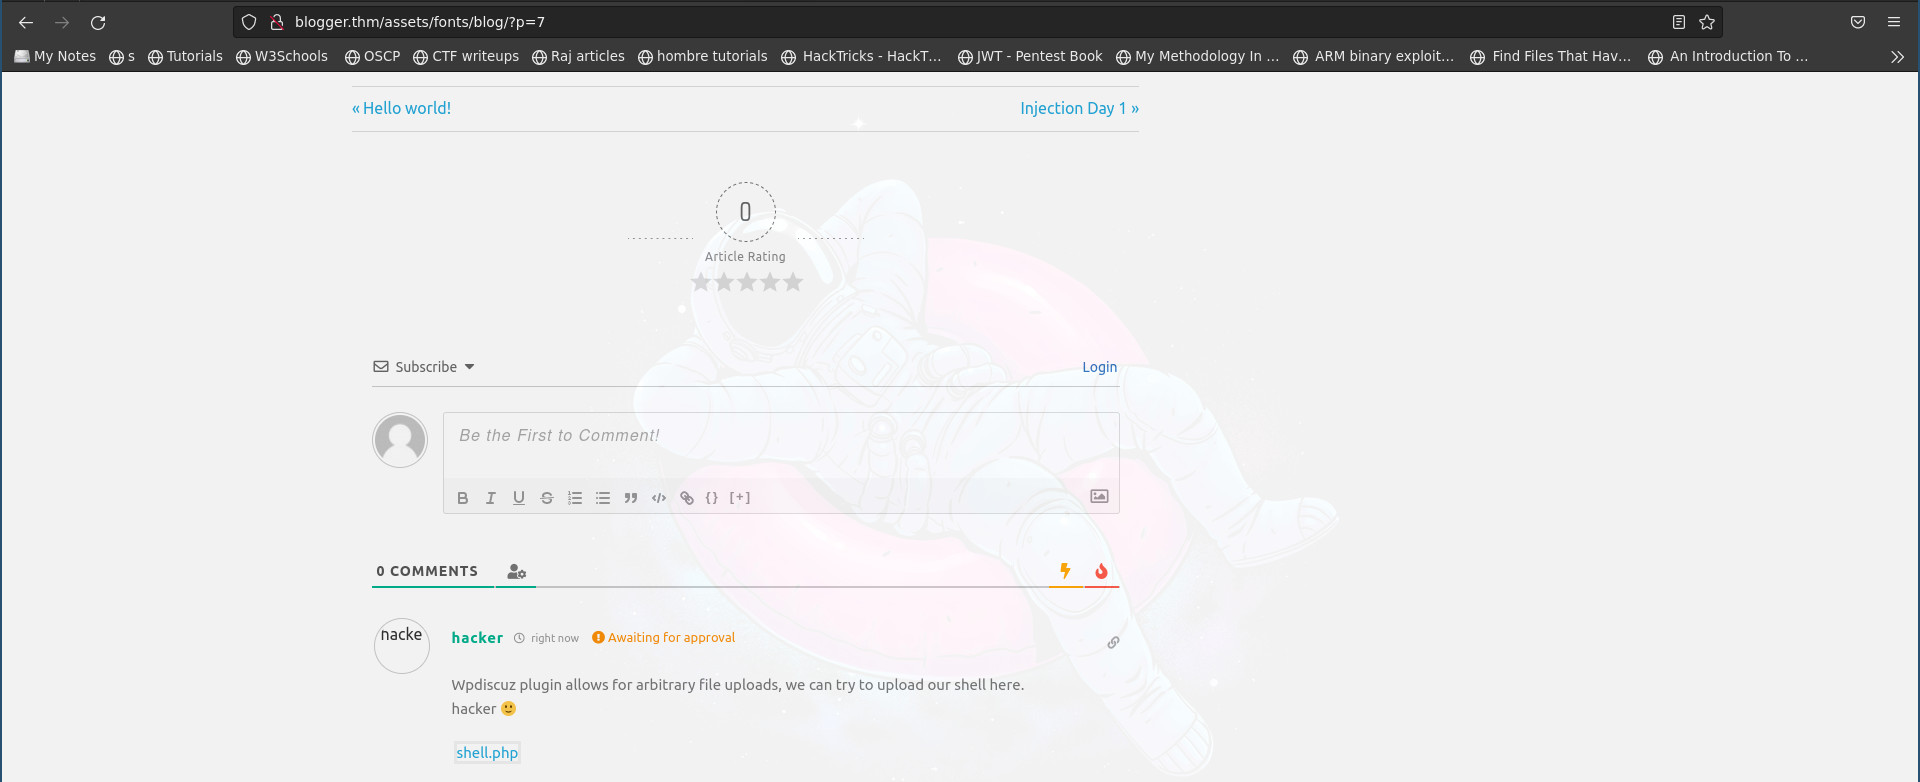 blogger.thm/assets/fonts/blog/?p=7
My Notes s Tutorials W3Schools OSCP CTF writeups Raj articles hombre tutorials HackTricks - HackT… JWT - Pentest Book My Methodology In … ARM binary exploit… Find Files That Hav… An Introduction To …
« Hello world! Injection Day 1 »
0
Article Rating
Subscribe Login
Be the First to Comment!
B I U S </> {} [+]
0 COMMENTS
hacke
hacker right now Awaiting for approval
Wpdiscuz plugin allows for arbitrary file uploads, we can try to upload our shell here.
hacker 🙂
shell.php